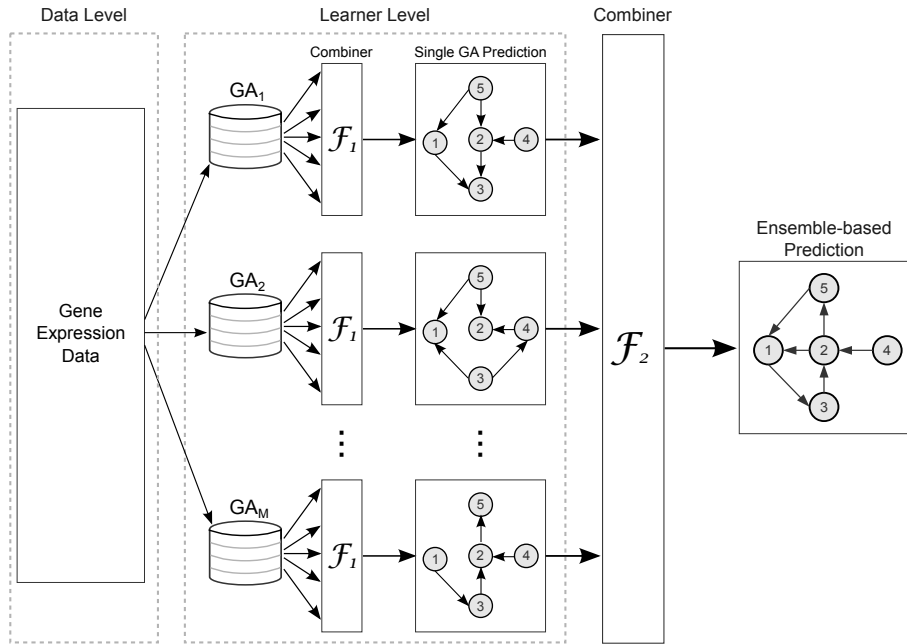 Data Level
Learner Level
Combiner
Combiner
Single GA Prediction
GA1
F1
5
1
2
4
3
Gene
Expression
Data
GA2
F1
5
1
2
4
3
F2
Ensemble-based
Prediction
5
1
2
4
3
GAM
F1
5
1
2
4
3